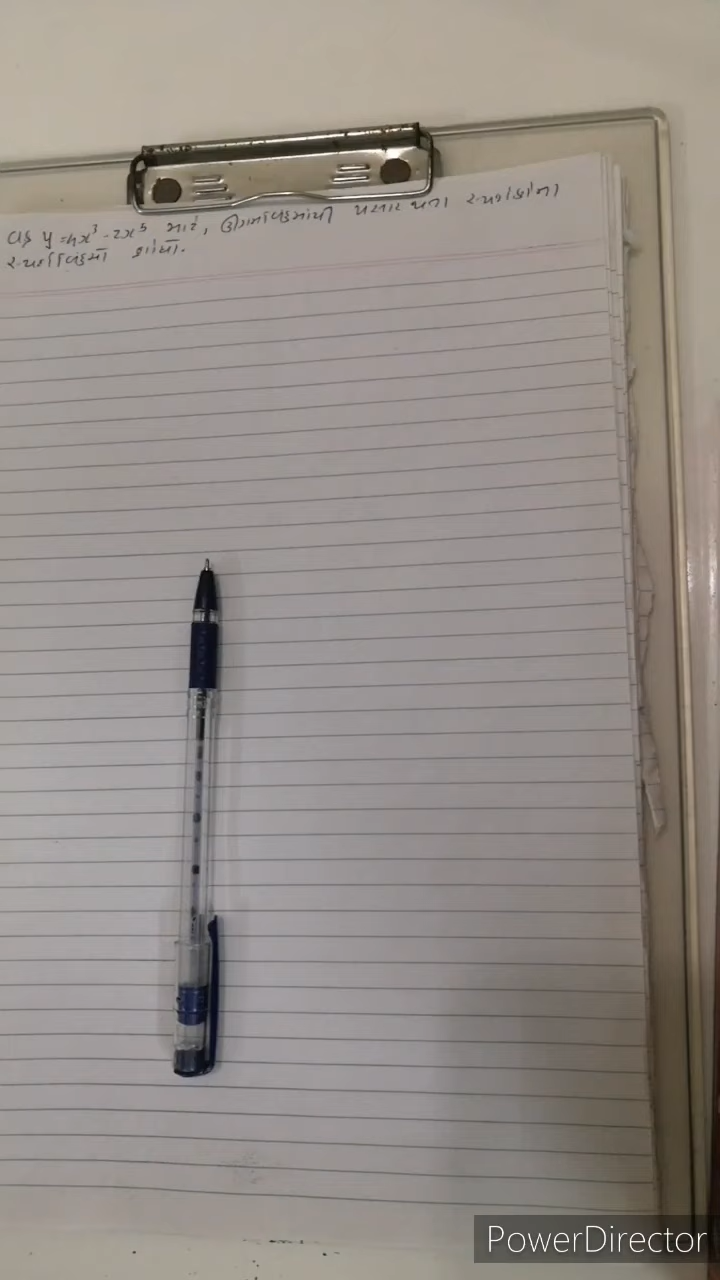 વક્ર y = 4x³ - 2x⁵ માટે, ઊગમબિંદુમાંથી પસાર થતા સ્પર્શકોના
સ્પર્શબિંદુઓ શોધો.
PowerDirector